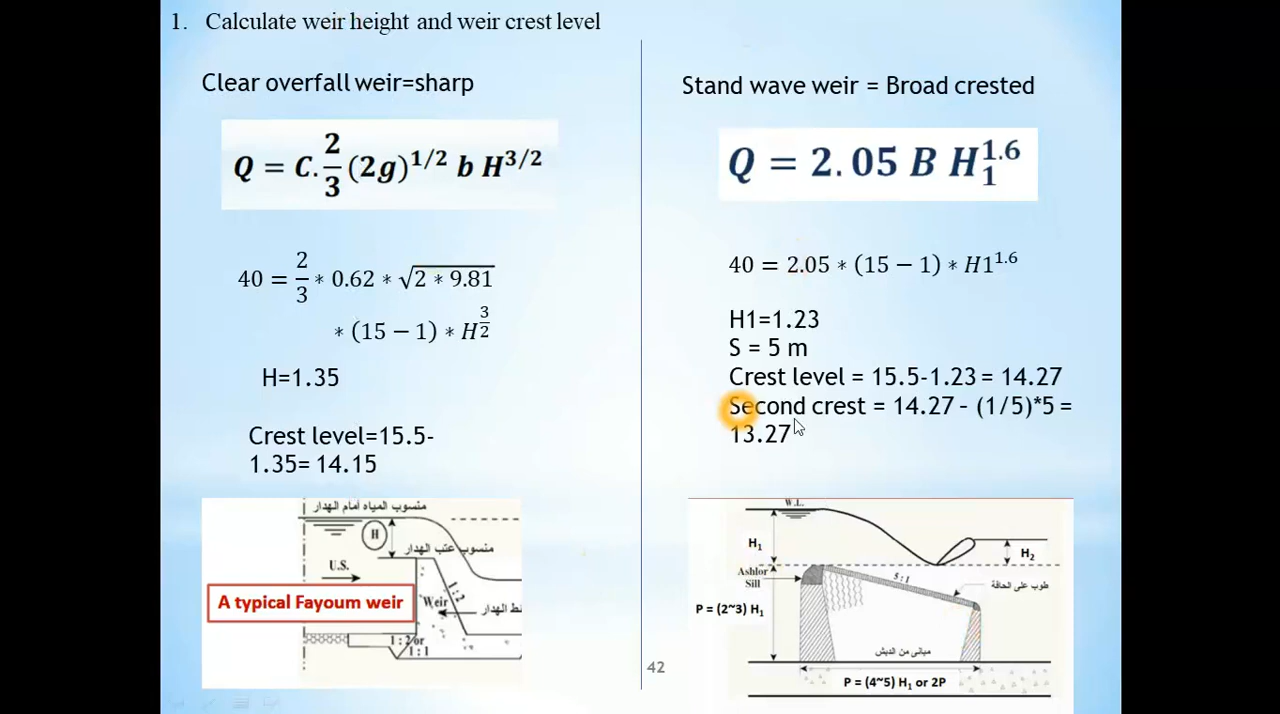 1. Calculate weir height and weir crest level
Clear overfall weir=sharp
Q = C. 2/3 (2g)^1/2 b H^3/2
40 = 2/3 * 0.62 * √(2 * 9.81)
* (15 − 1) * H^3/2
H=1.35
Crest level=15.5-
1.35= 14.15
منسوب المياه أمام الهدار
H
منسوب عتب الهدار
U.S.
1:2
A typical Fayoum weir
Weir
الهدار
1:2 or
1:1
Stand wave weir = Broad crested
Q = 2.05 B H₁^1.6
40 = 2.05 * (15 − 1) * H1^1.6
H1=1.23
S = 5 m
Crest level = 15.5-1.23 = 14.27
Second crest = 14.27 – (1/5)*5 =
13.27
W.L.
H₁
H₂
Ashlor
Sill
5:1
طوب على الحافة
P = (2~3) H₁
مبانى من الدبش
P = (4~5) H₁ or 2P
42